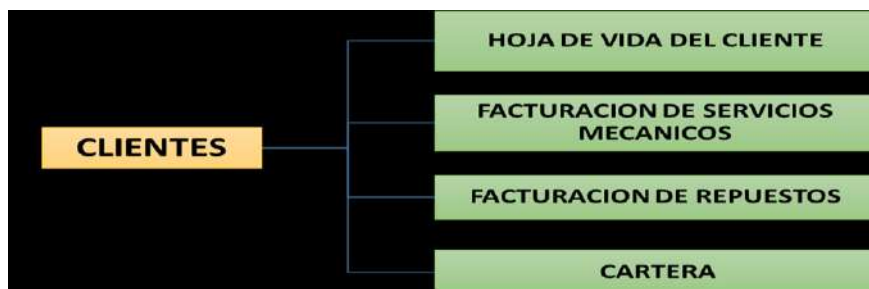 HOJA DE VIDA DEL CLIENTE
FACTURACION DE SERVICIOS
MECANICOS
CLIENTES
FACTURACION DE REPUESTOS
CARTERA